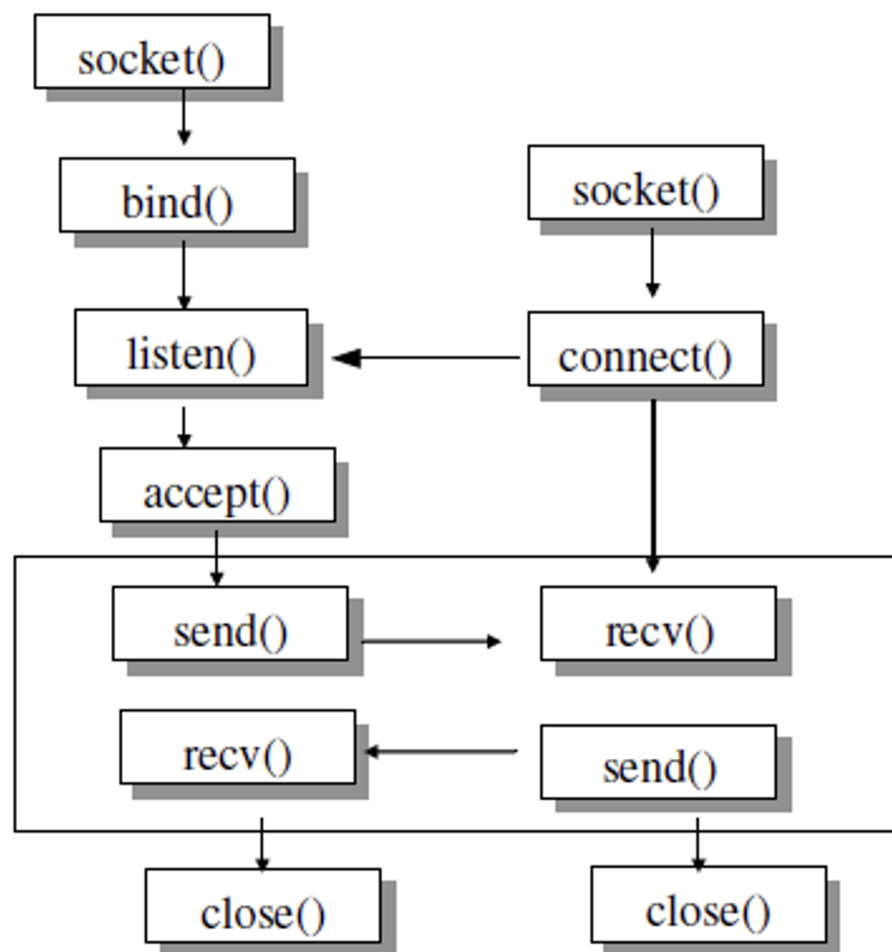 socket()
bind()
socket()
listen()
connect()
accept()
send()
recv()
recv()
send()
close()
close()